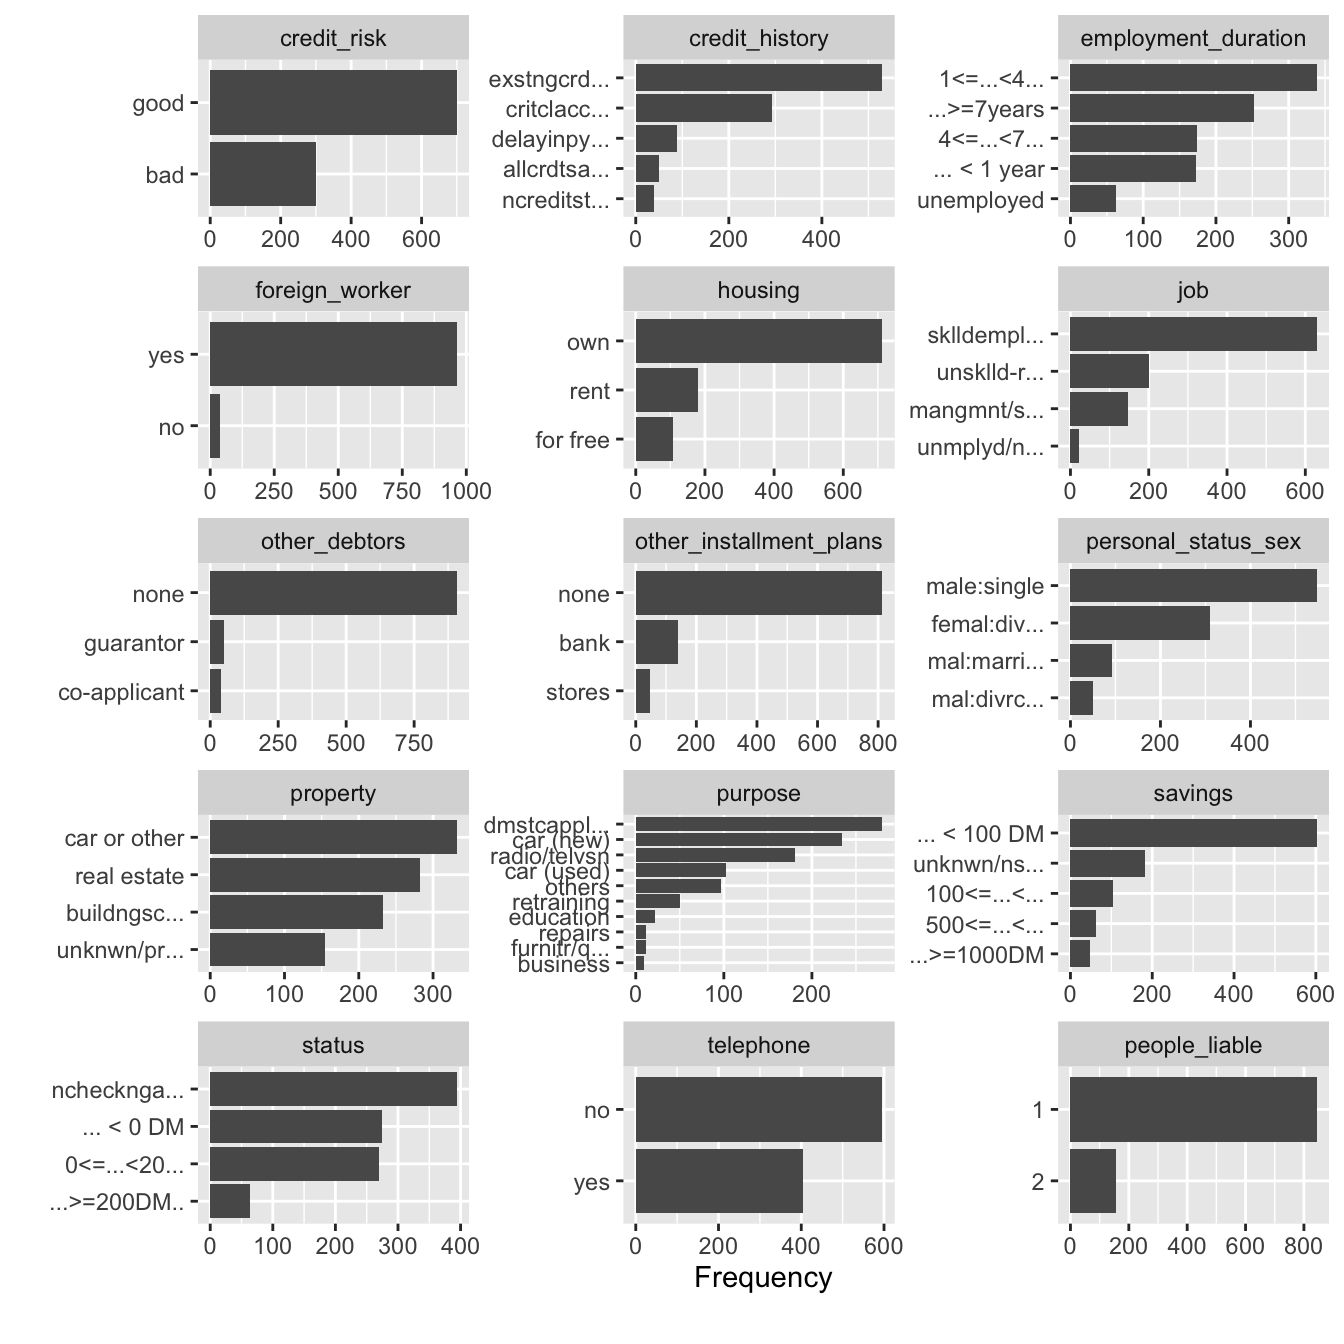 credit_risk
good
bad
0 200 400 600
credit_history
exstngcrd...
critclacc...
delayinpy...
allcrdtsa...
ncreditst...
0 200 400
employment_duration
1<=...<4...
...>=7years
4<=...<7...
... < 1 year
unemployed
0 100 200 300
foreign_worker
yes
no
0 250 500 750 1000
housing
own
rent
for free
0 200 400 600
job
sklldempl...
unsklld-r...
mangmnt/s...
unmplyd/n...
0 200 400 600
other_debtors
none
guarantor
co-applicant
0 250 500 750
other_installment_plans
none
bank
stores
0 200 400 600 800
personal_status_sex
male:single
femal:div...
mal:marri...
mal:divrc...
0 200 400
property
car or other
real estate
buildngsc...
unknwn/pr...
0 100 200 300
purpose
dmstcappl...
car (new)
radio/telvsn
car (used)
others
retraining
education
repairs
furnitr/q...
business
0 100 200
savings
... < 100 DM
unknwn/ns...
100<=...<...
500<=...<...
...>=1000DM
0 200 400 600
status
nchecknga...
... < 0 DM
0<=...<20...
...>=200DM..
0 100 200 300 400
telephone
no
yes
0 200 400 600
people_liable
1
2
0 200 400 600 800
Frequency